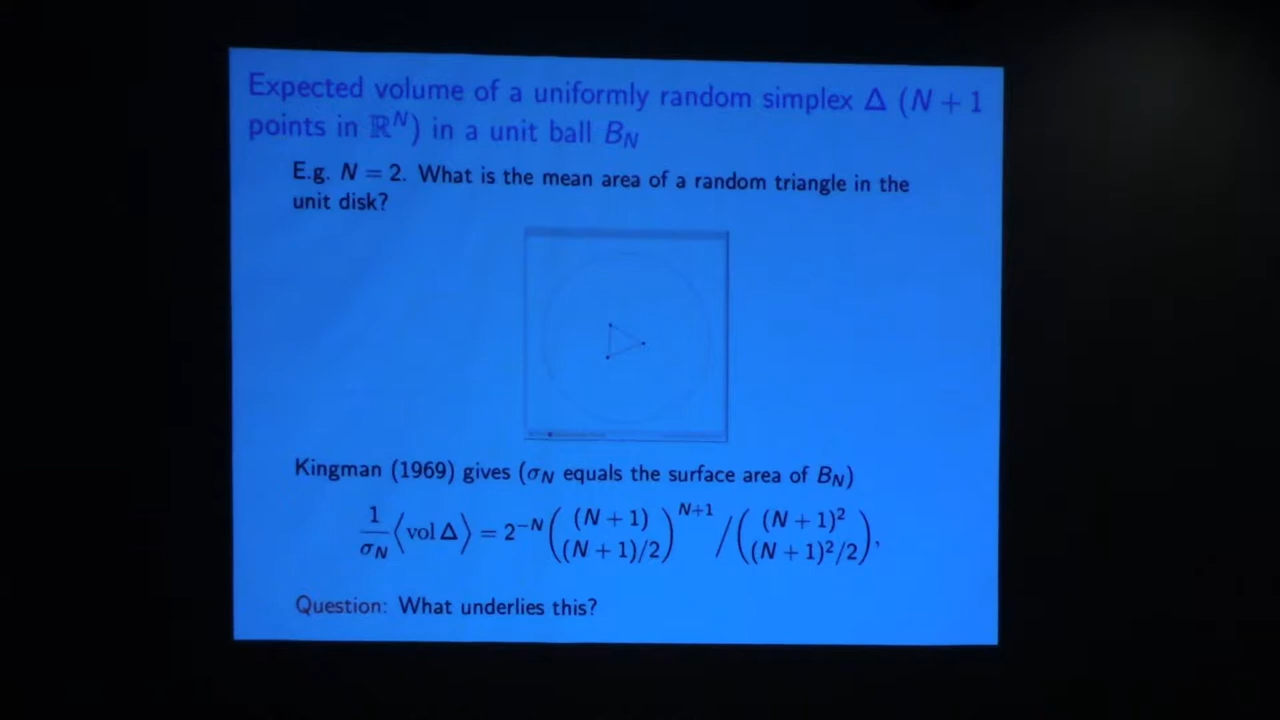 Expected volume of a uniformly random simplex Δ (N + 1
points in ℝ^N) in a unit ball B_N
E.g. N = 2. What is the mean area of a random triangle in the
unit disk?
Kingman (1969) gives (σ_N equals the surface area of B_N)
1/σ_N ⟨vol Δ⟩ = 2^{-N} ((N + 1) \choose (N + 1)/2)^{N+1} / ((N + 1)^2 \choose (N + 1)^2/2),
Question: What underlies this?